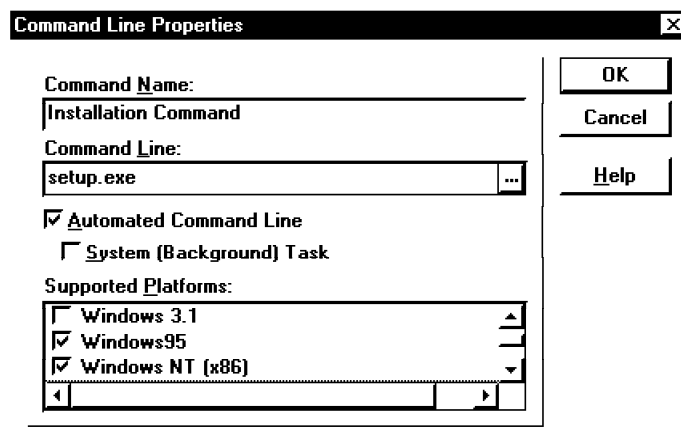 Command Line Properties
Command Name:
Installation Command
Command Line:
setup.exe
...
Automated Command Line
System (Background) Task
Supported Platforms:
Windows 3.1
Windows95
Windows NT (x86)
OK
Cancel
Help